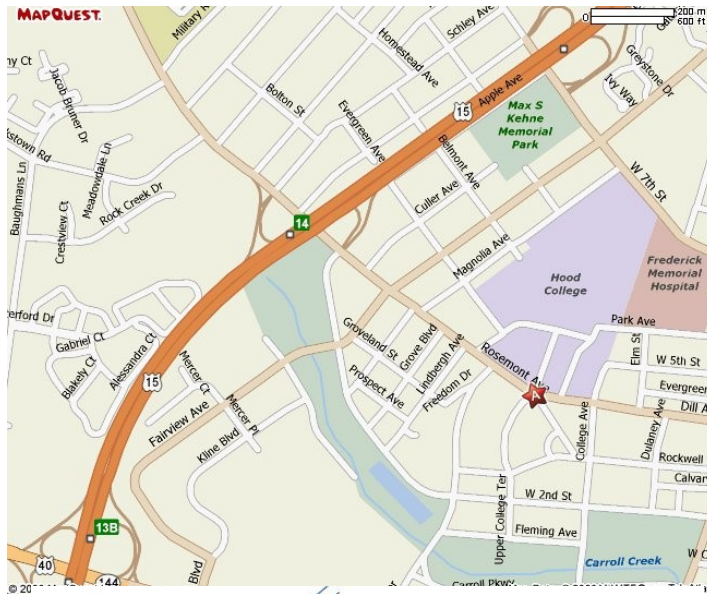 MAPQUEST.
0
200 m
600 ft
Military
Schley Ave
Homestead Ave
Greystone Dr
Ivy Way
Jacab Bruner Dr
Bolton St
Evergreen Ave
Apple Ave
15
Max S
Kehne
Memorial
Park
Belmont Ave
W 7th St
Baughmans Ln
Meadowdale Ln
Rock Creek Dr
Crestview Ct
Culler Ave
14
Magnolia Ave
Hood
College
Frederick
Memorial
Hospital
Gabriel Ct
Blakely Ct
Alessandra Ct
Mercer Ct
15
Groveland St
Grove Blvd
Lindbergh Ave
Rosemont Ave
Park Ave
Elm St
W 5th St
Evergreen
Prospect Ave
Freedom Dr
A
Dill A
Fairview Ave
Mercer Pl
Kline Blvd
College Ave
Dulaney Ave
Rockwell
Calvary
Upper College Ter
W 2nd St
Fleming Ave
13B
40
144
Blvd
Carroll Creek
Carroll Pkwy